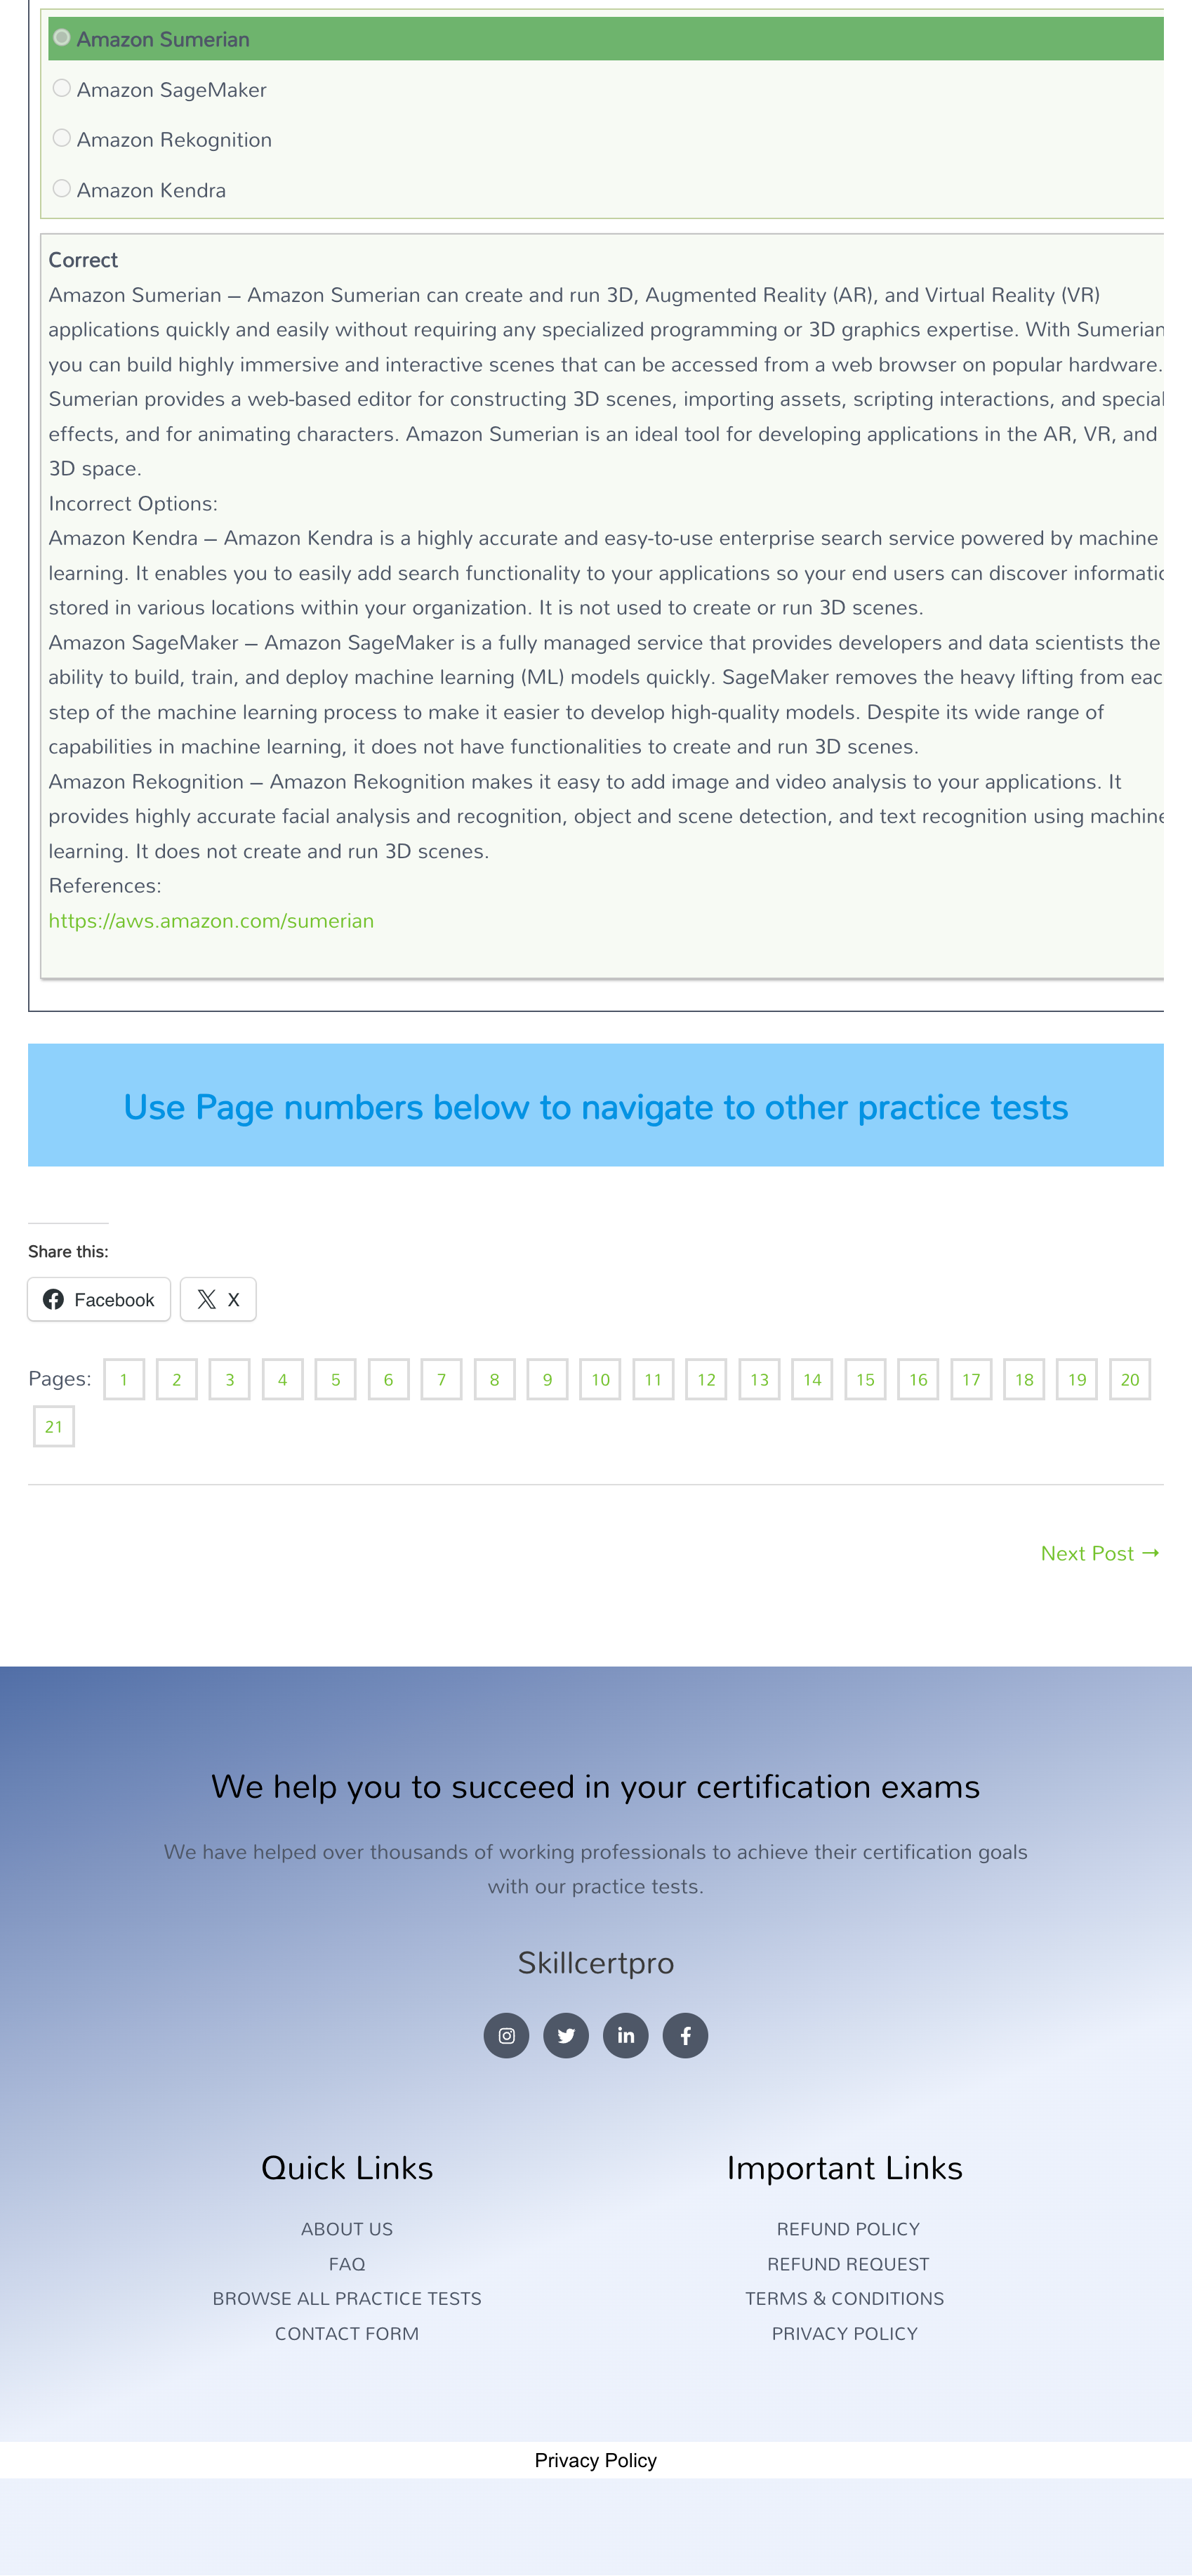 Amazon Sumerian
Amazon SageMaker
Amazon Rekognition
Amazon Kendra
Correct
Amazon Sumerian – Amazon Sumerian can create and run 3D, Augmented Reality (AR), and Virtual Reality (VR)
applications quickly and easily without requiring any specialized programming or 3D graphics expertise. With Sumerian
you can build highly immersive and interactive scenes that can be accessed from a web browser on popular hardware.
Sumerian provides a web-based editor for constructing 3D scenes, importing assets, scripting interactions, and special
effects, and for animating characters. Amazon Sumerian is an ideal tool for developing applications in the AR, VR, and
3D space.
Incorrect Options:
Amazon Kendra – Amazon Kendra is a highly accurate and easy-to-use enterprise search service powered by machine
learning. It enables you to easily add search functionality to your applications so your end users can discover informatic
stored in various locations within your organization. It is not used to create or run 3D scenes.
Amazon SageMaker – Amazon SageMaker is a fully managed service that provides developers and data scientists the
ability to build, train, and deploy machine learning (ML) models quickly. SageMaker removes the heavy lifting from eac
step of the machine learning process to make it easier to develop high-quality models. Despite its wide range of
capabilities in machine learning, it does not have functionalities to create and run 3D scenes.
Amazon Rekognition – Amazon Rekognition makes it easy to add image and video analysis to your applications. It
provides highly accurate facial analysis and recognition, object and scene detection, and text recognition using machine
learning. It does not create and run 3D scenes.
References:
https://aws.amazon.com/sumerian
Use Page numbers below to navigate to other practice tests
Share this:
Facebook X
Pages: 1 2 3 4 5 6 7 8 9 10 11 12 13 14 15 16 17 18 19 20
21
Next Post →
We help you to succeed in your certification exams
We have helped over thousands of working professionals to achieve their certification goals
with our practice tests.
Skillcertpro
Quick Links
ABOUT US
FAQ
BROWSE ALL PRACTICE TESTS
CONTACT FORM
Important Links
REFUND POLICY
REFUND REQUEST
TERMS & CONDITIONS
PRIVACY POLICY
Privacy Policy